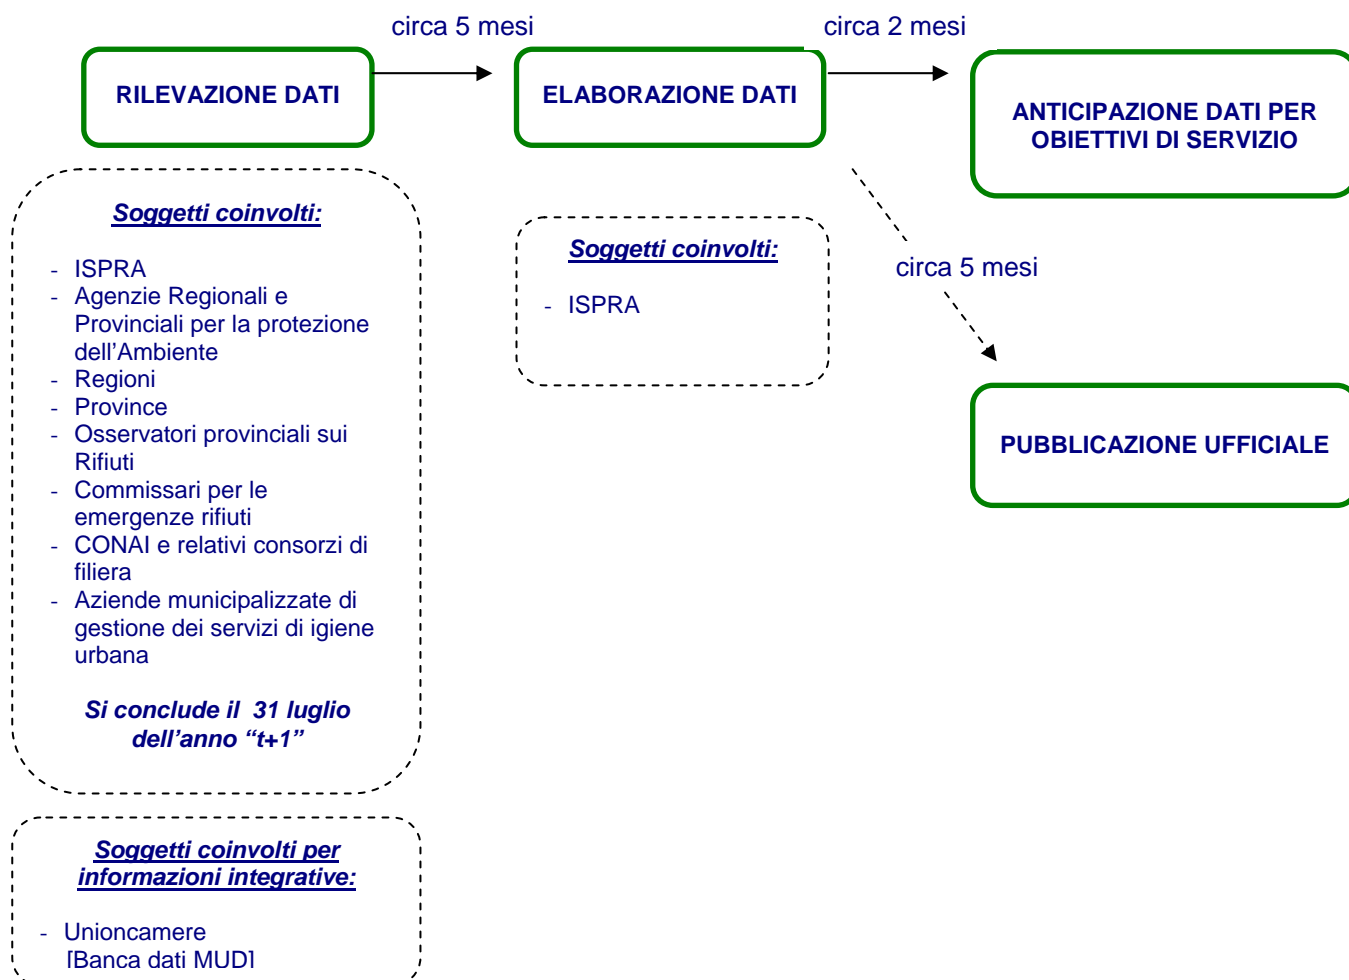 circa 5 mesi
circa 2 mesi
RILEVAZIONE DATI
ELABORAZIONE DATI
ANTICIPAZIONE DATI PER
OBIETTIVI DI SERVIZIO
Soggetti coinvolti:
- ISPRA
- Agenzie Regionali e
Provinciali per la protezione
dell’Ambiente
- Regioni
- Province
- Osservatori provinciali sui
Rifiuti
- Commissari per le
emergenze rifiuti
- CONAI e relativi consorzi di
filiera
- Aziende municipalizzate di
gestione dei servizi di igiene
urbana
Si conclude il 31 luglio
dell’anno “t+1”
Soggetti coinvolti:
- ISPRA
circa 5 mesi
PUBBLICAZIONE UFFICIALE
Soggetti coinvolti per
informazioni integrative:
- Unioncamere
[Banca dati MUD]